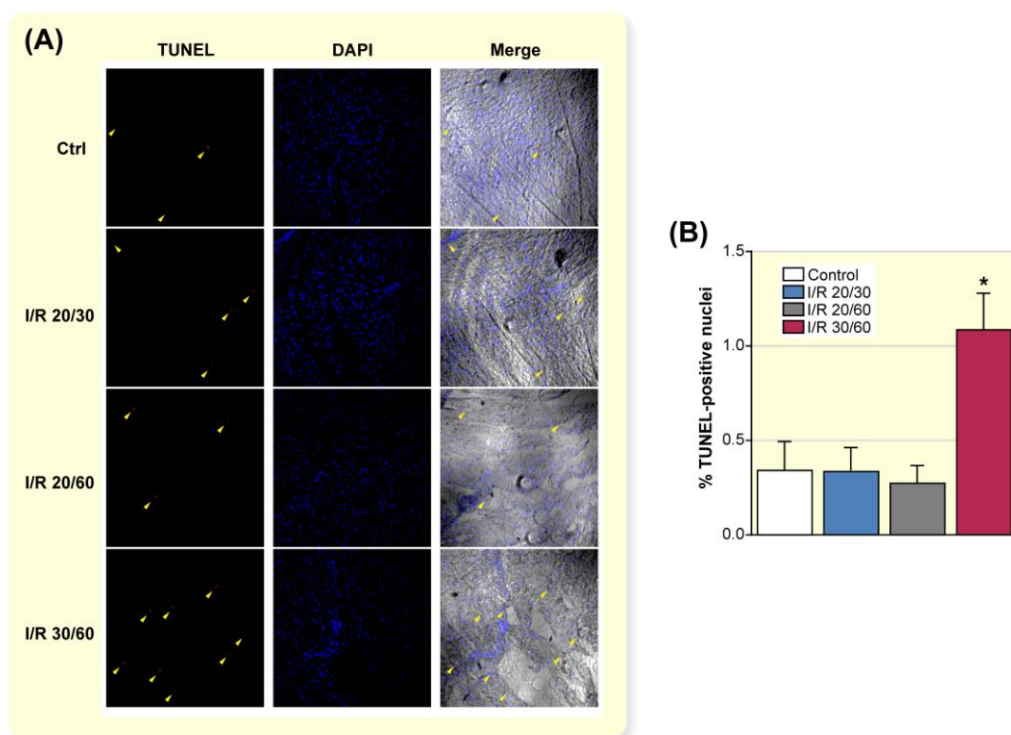 (A)
TUNEL DAPI Merge
Ctrl
I/R 20/30
I/R 20/60
I/R 30/60
(B)
% TUNEL-positive nuclei
1.5
1.0
0.5
0.0
Control
I/R 20/30
I/R 20/60
I/R 30/60
*